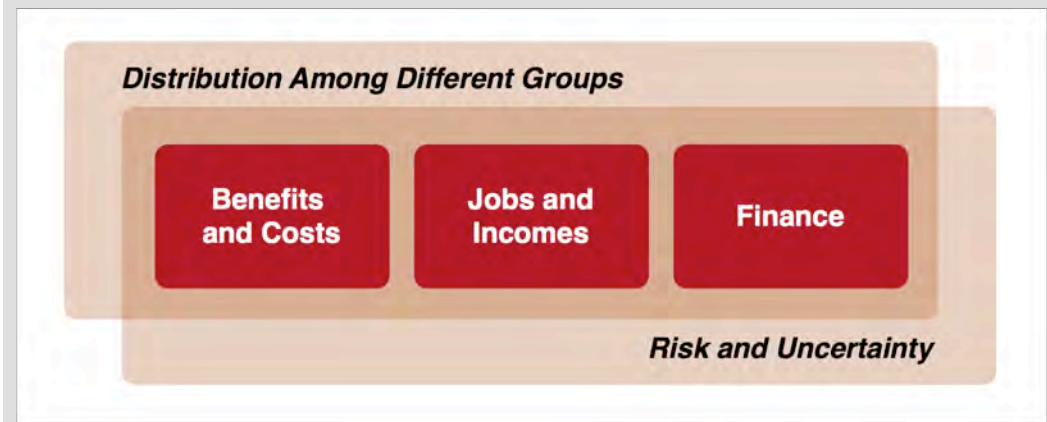 Distribution Among Different Groups
Benefits
and Costs
Jobs and
Incomes
Finance
Risk and Uncertainty